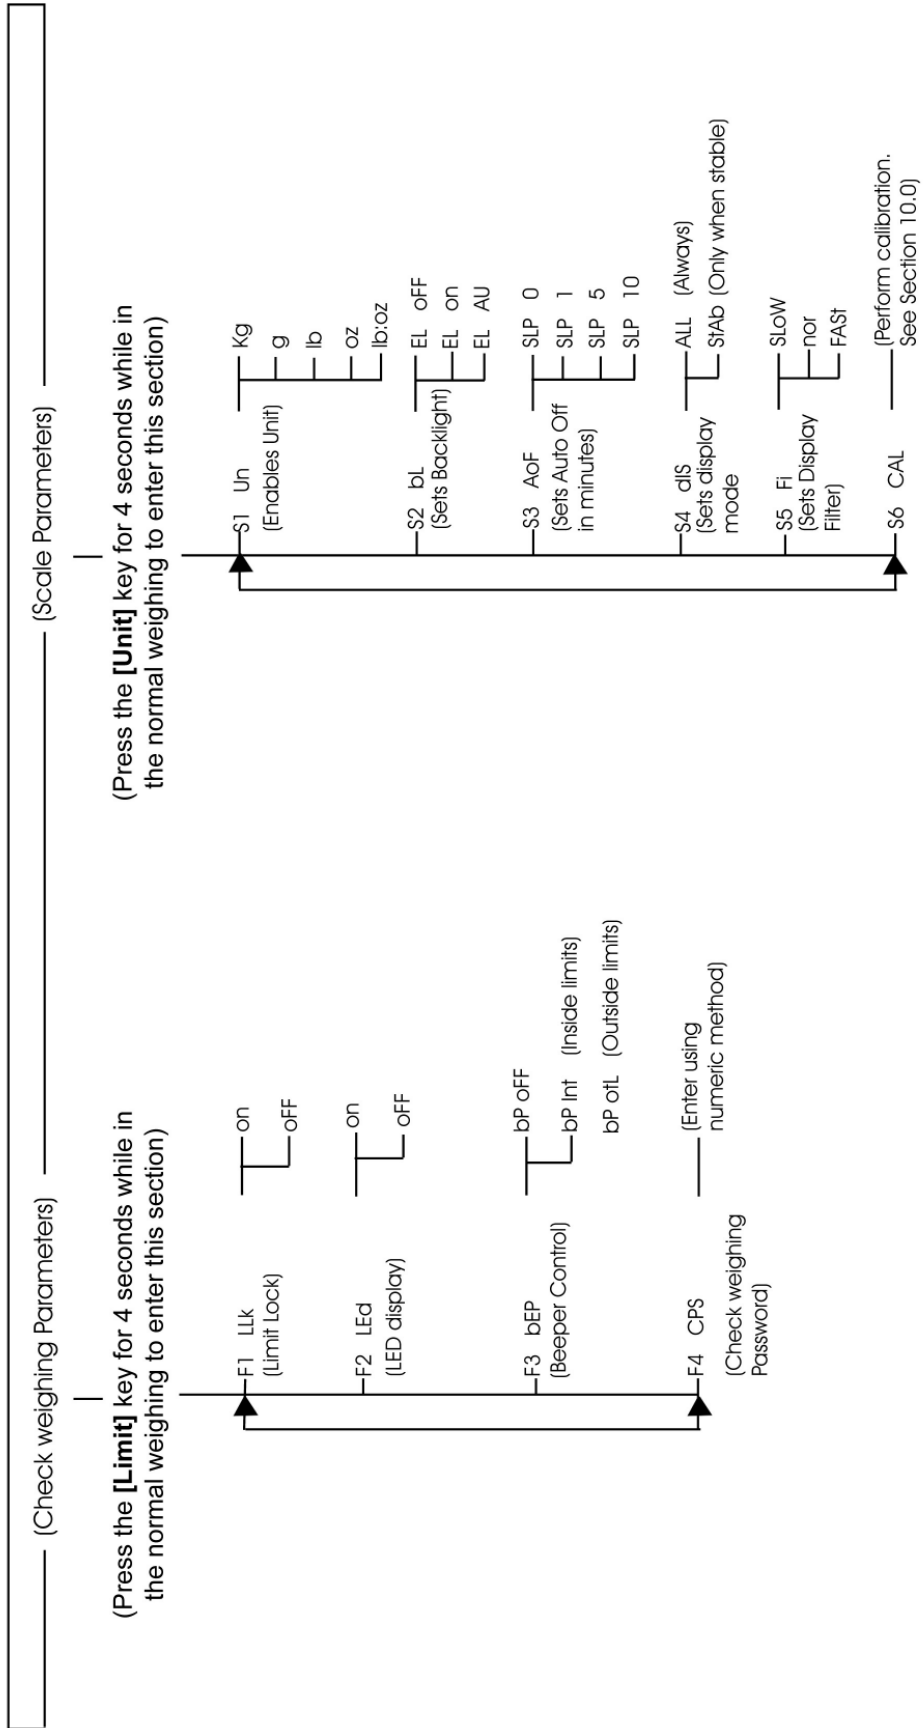 (Check weighing Parameters)
(Scale Parameters)
(Press the [Limit] key for 4 seconds while in
the normal weighing to enter this section)
F1 LLk
(Limit Lock)
on
oFF
F2 LEd
(LED display)
on
oFF
F3 bEP
(Beeper Control)
bP oFF
bP Int (Inside limits)
bP otL (Outside limits)
F4 CPS
(Check weighing
Password)
(Enter using
numeric method)
(Press the [Unit] key for 4 seconds while in
the normal weighing to enter this section)
S1 Un
(Enables Unit)
Kg
g
lb
oz
lb:oz
S2 bL
(Sets Backlight)
EL oFF
EL on
EL AU
S3 AoF
(Sets Auto Off
in minutes)
SLP 0
SLP 1
SLP 5
SLP 10
S4 dIS
(Sets display
mode
ALL (Always)
StAb (Only when stable)
S5 Fi
(Sets Display
Filter)
SLoW
nor
FASt
S6 CAL
(Perform calibration.
See Section 10.0)